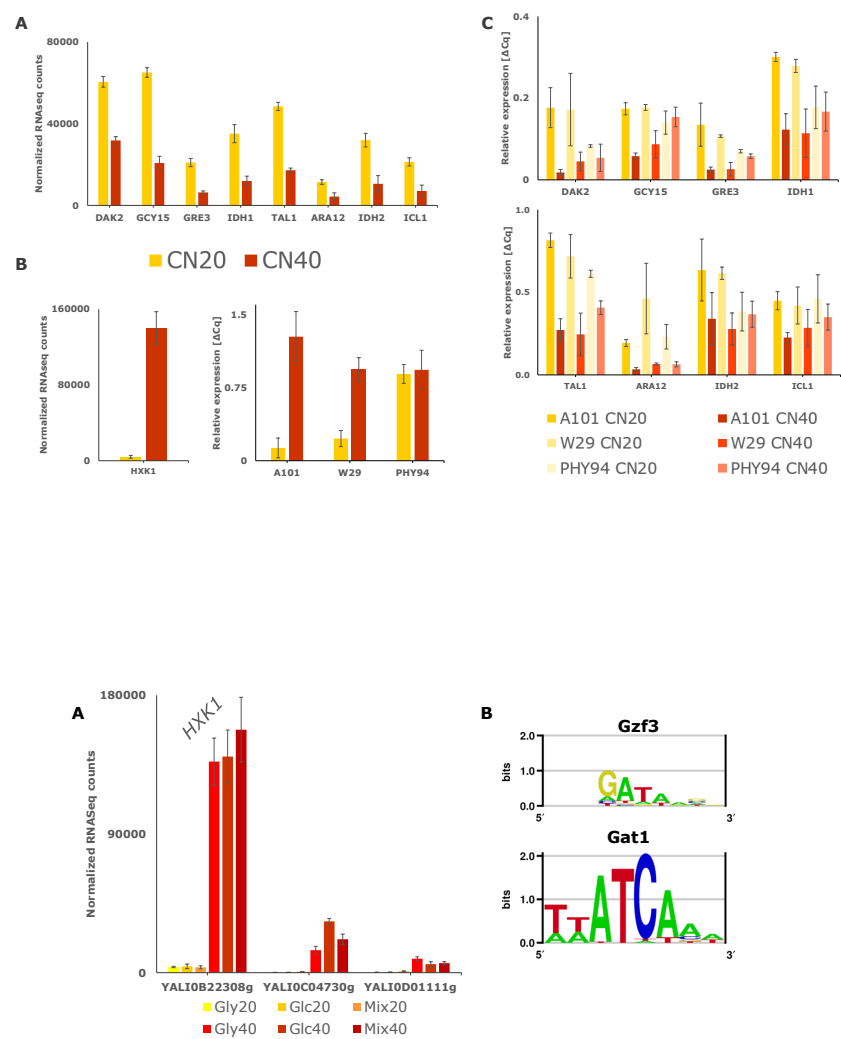 A
80000
40000
0
Normalized RNAseq counts
DAK2 GCY15 GRE3 IDH1 TAL1 ARA12 IDH2 ICL1
CN20 CN40
B
160000
80000
0
Normalized RNAseq counts
HXK1
1.5
0.75
0
Relative expression [ΔCq]
A101 W29 PHY94
C
0.4
0.2
0
Relative expression [ΔCq]
DAK2 GCY15 GRE3 IDH1
1.0
0.5
0.0
Relative expression [ΔCq]
TAL1 ARA12 IDH2 ICL1
A101 CN20 A101 CN40
W29 CN20 W29 CN40
PHY94 CN20 PHY94 CN40
A
180000
90000
0
Normalized RNASeq counts
HXK1
YALI0B22308g YALI0C04730g YALI0D01111g
Gly20 Glc20 Mix20
Gly40 Glc40 Mix40
B
Gzf3
2.0
1.0
0.0
bits
GATA
5′ 3′
Gat1
2.0
1.0
0.0
bits
TTATCAAA
5′ 3′